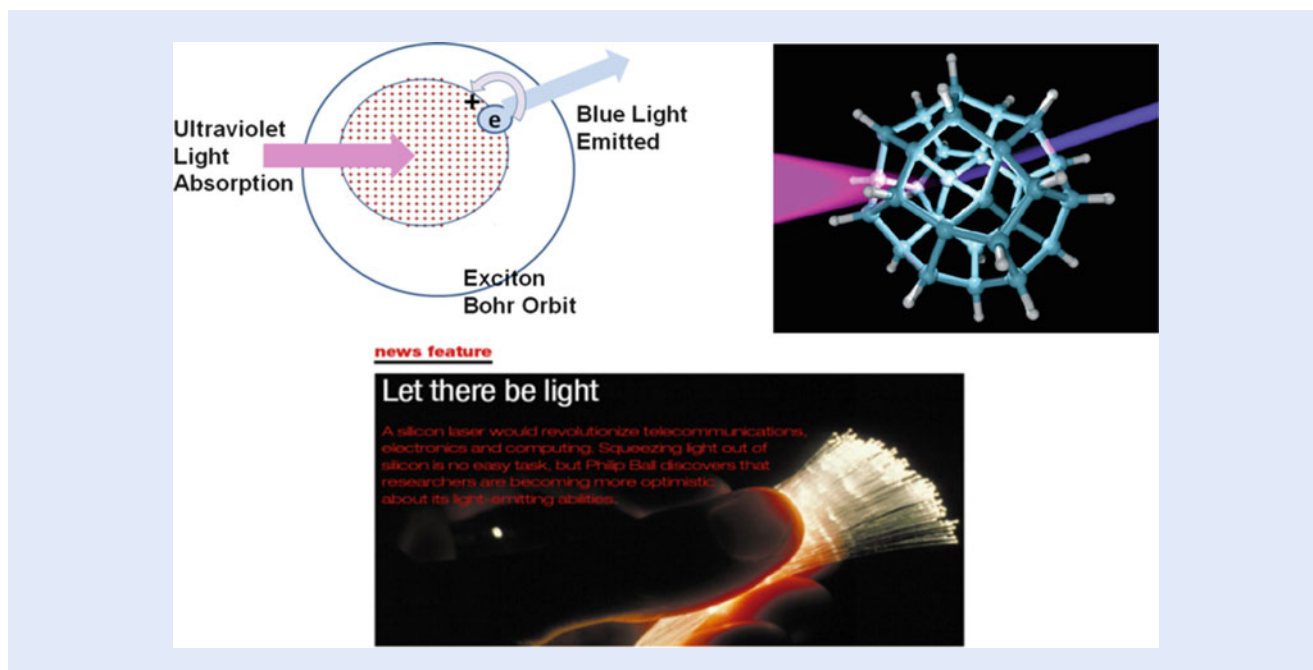 Ultraviolet
Light
Absorption
+
e
Blue Light
Emitted
Exciton
Bohr Orbit
news feature
Let there be light
A silicon laser would revolutionize telecommunications,
electronics and computing. Squeezing light out of
silicon is no easy task, but Philip Ball discovers that
researchers are becoming more optimistic
about its light-emitting abilities.